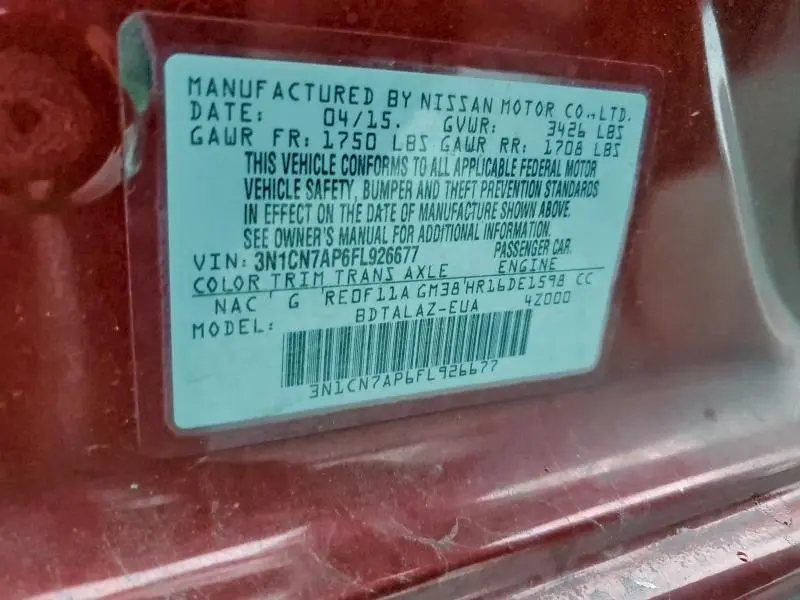 MANUFACTURED BY NISSAN MOTOR CO.,LTD.
DATE: 04/15. GVWR: 3426 LBS
GAWR FR: 1750 LBS GAWR RR: 1708 LBS
THIS VEHICLE CONFORMS TO ALL APPLICABLE FEDERAL MOTOR
VEHICLE SAFETY, BUMPER AND THEFT PREVENTION STANDARDS
IN EFFECT ON THE DATE OF MANUFACTURE SHOWN ABOVE.
SEE OWNER'S MANUAL FOR ADDITIONAL INFORMATION.
VIN: 3N1CN7AP6FL926677 PASSENGER CAR.
COLOR TRIM TRANS AXLE ENGINE
NAC G RE0F11A GM38 HR16DE1598 CC
MODEL: BDTALAZ-EUA 4Z000
3N1CN7AP6FL926677